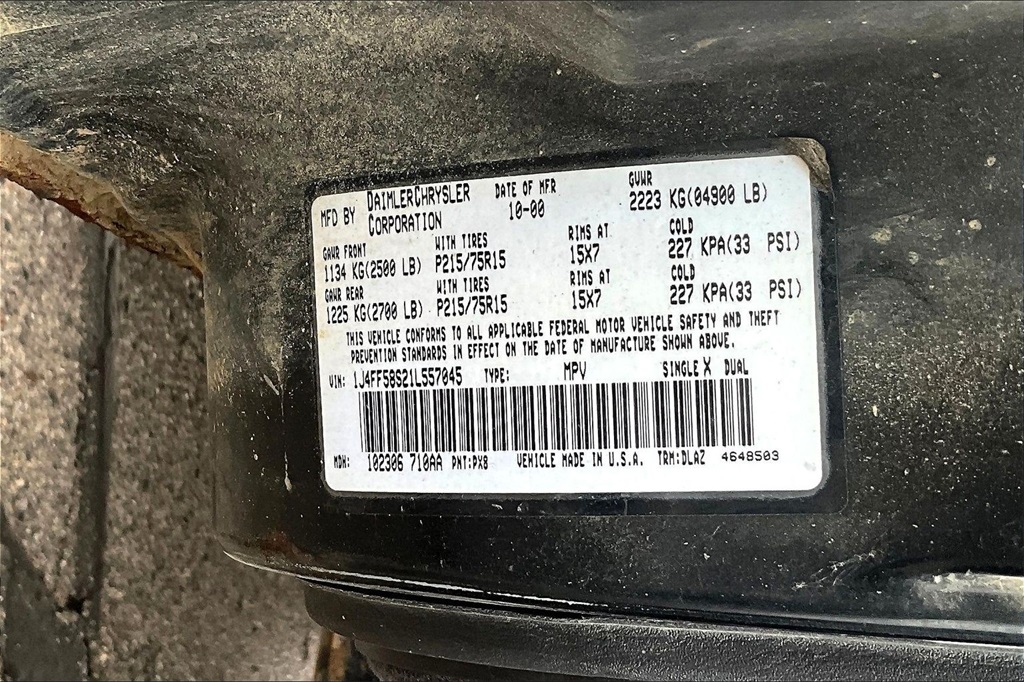 MFD BY DAIMLERCHRYSLER CORPORATION DATE OF MFR 10-00 GVWR 2223 KG(04900 LB)
GAWR FRONT WITH TIRES RIMS AT COLD
1134 KG(2500 LB) P215/75R15 15X7 227 KPA(33 PSI)
GAWR REAR WITH TIRES RIMS AT COLD
1225 KG(2700 LB) P215/75R15 15X7 227 KPA(33 PSI)
THIS VEHICLE CONFORMS TO ALL APPLICABLE FEDERAL MOTOR VEHICLE SAFETY AND THEFT
PREVENTION STANDARDS IN EFFECT ON THE DATE OF MANUFACTURE SHOWN ABOVE.
VIN: 1J4FF58S21L557045 TYPE: MPV SINGLE X DUAL
MDH: 102306 710AA PNT:PX8 VEHICLE MADE IN U.S.A. TRM:DLAZ 4648503